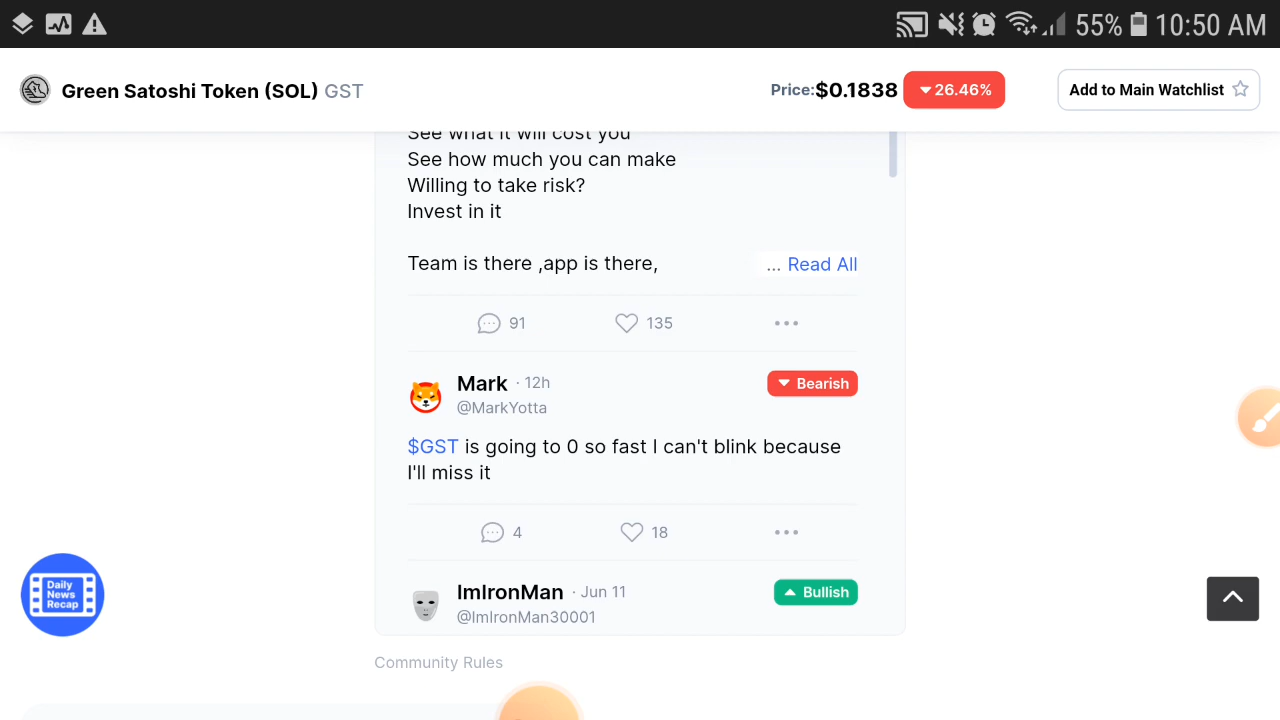 55% 10:50 AM
Green Satoshi Token (SOL) GST
Price:$0.1838 26.46%
Add to Main Watchlist
See what it will cost you
See how much you can make
Willing to take risk?
Invest in it
Team is there ,app is there,
... Read All
91 135
Mark · 12h
Bearish
@MarkYotta
$GST is going to 0 so fast I can't blink because
I'll miss it
4 18
ImIronMan · Jun 11
Bullish
@ImIronMan30001
Daily
News
Recap
Community Rules